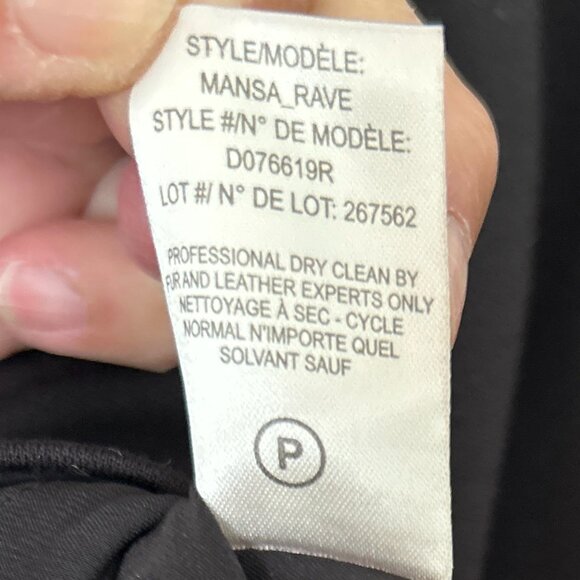 STYLE/MODÈLE:
MANSA_RAVE
STYLE #/N° DE MODÈLE:
D076619R
LOT #/ N° DE LOT: 267562
PROFESSIONAL DRY CLEAN BY
FUR AND LEATHER EXPERTS ONLY
NETTOYAGE À SEC - CYCLE
NORMAL N'IMPORTE QUEL
SOLVANT SAUF
P